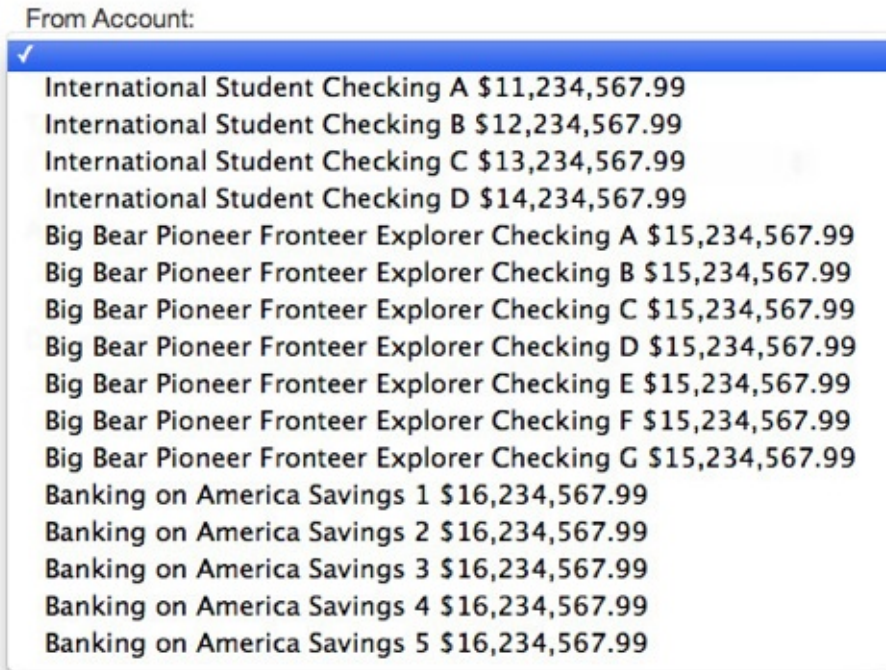 From Account:
✓
International Student Checking A $11,234,567.99
International Student Checking B $12,234,567.99
International Student Checking C $13,234,567.99
International Student Checking D $14,234,567.99
Big Bear Pioneer Fronteer Explorer Checking A $15,234,567.99
Big Bear Pioneer Fronteer Explorer Checking B $15,234,567.99
Big Bear Pioneer Fronteer Explorer Checking C $15,234,567.99
Big Bear Pioneer Fronteer Explorer Checking D $15,234,567.99
Big Bear Pioneer Fronteer Explorer Checking E $15,234,567.99
Big Bear Pioneer Fronteer Explorer Checking F $15,234,567.99
Big Bear Pioneer Fronteer Explorer Checking G $15,234,567.99
Banking on America Savings 1 $16,234,567.99
Banking on America Savings 2 $16,234,567.99
Banking on America Savings 3 $16,234,567.99
Banking on America Savings 4 $16,234,567.99
Banking on America Savings 5 $16,234,567.99